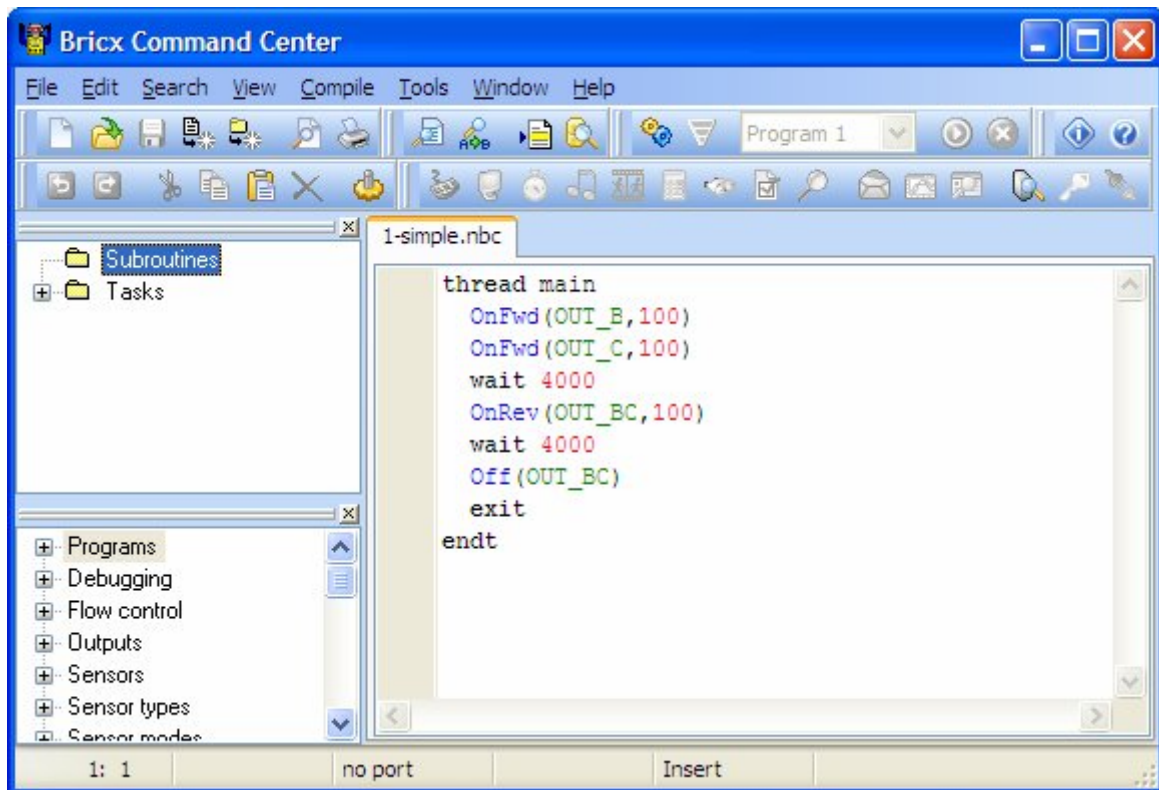 Bricx Command Center
File Edit Search View Compile Tools Window Help
Program 1
Subroutines
Tasks
1-simple.nbc
thread main
OnFwd(OUT_B,100)
OnFwd(OUT_C,100)
wait 4000
OnRev(OUT_BC,100)
wait 4000
Off(OUT_BC)
exit
endt
Programs
Debugging
Flow control
Outputs
Sensors
Sensor types
Sensor modes
1: 1 no port Insert